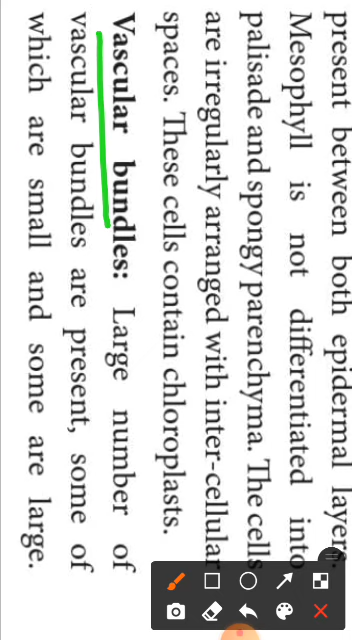 present between both epidermal layers.
Mesophyll is not differentiated into
palisade and spongy parenchyma. The cells
are irregularly arranged with inter-cellular
spaces. These cells contain chloroplasts.
Vascular bundles: Large number of
vascular bundles are present, some of
which are small and some are large.